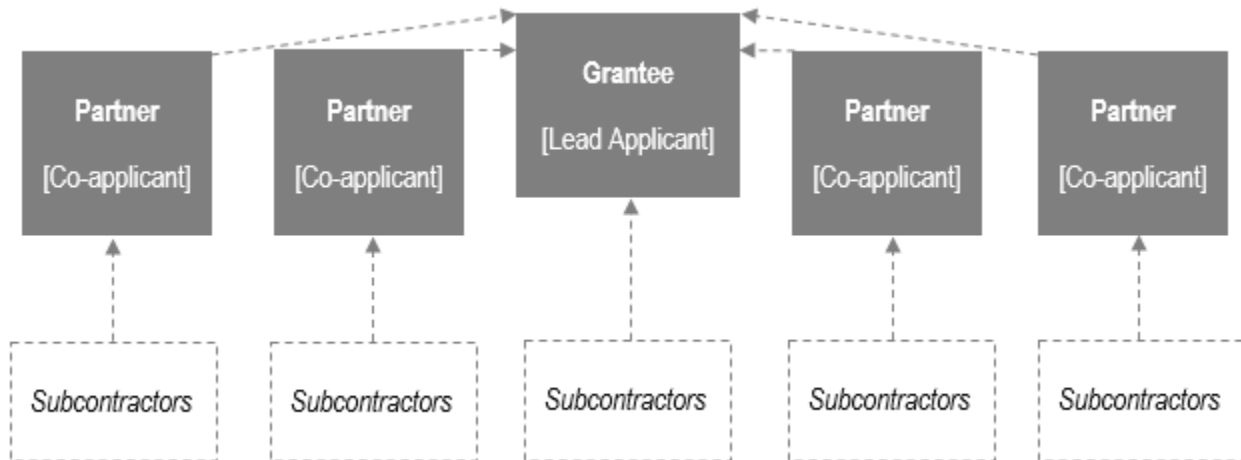 Partner
[Co-applicant]
Partner
[Co-applicant]
Grantee
[Lead Applicant]
Partner
[Co-applicant]
Partner
[Co-applicant]
Subcontractors
Subcontractors
Subcontractors
Subcontractors
Subcontractors